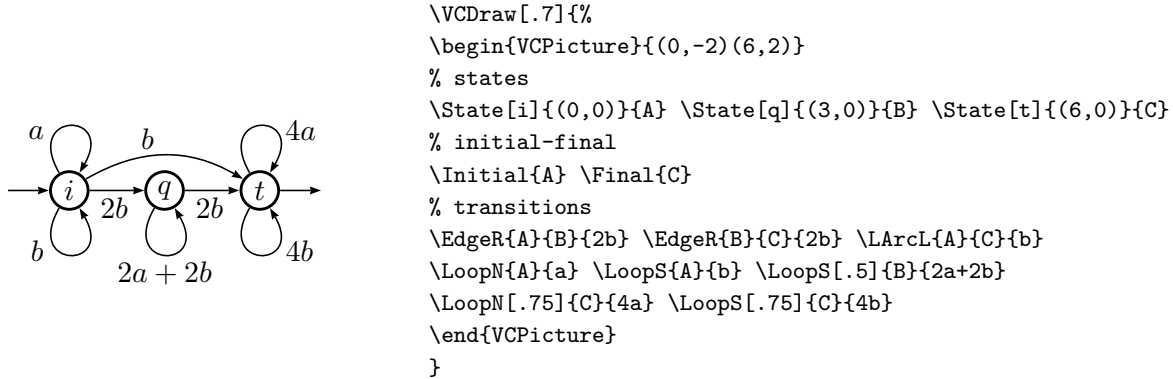 a
b
4a
i
q
t
2b
2b
b
2a + 2b
4b
\VCDraw[.7]{%
\begin{VCPicture}{(0,-2)(6,2)}
% states
\State[i]{(0,0)}{A} \State[q]{(3,0)}{B} \State[t]{(6,0)}{C}
% initial-final
\Initial{A} \Final{C}
% transitions
\EdgeR{A}{B}{2b} \EdgeR{B}{C}{2b} \LArcL{A}{C}{b}
\LoopN{A}{a} \LoopS{A}{b} \LoopS[.5]{B}{2a+2b}
\LoopN[.75]{C}{4a} \LoopS[.75]{C}{4b}
\end{VCPicture}
}